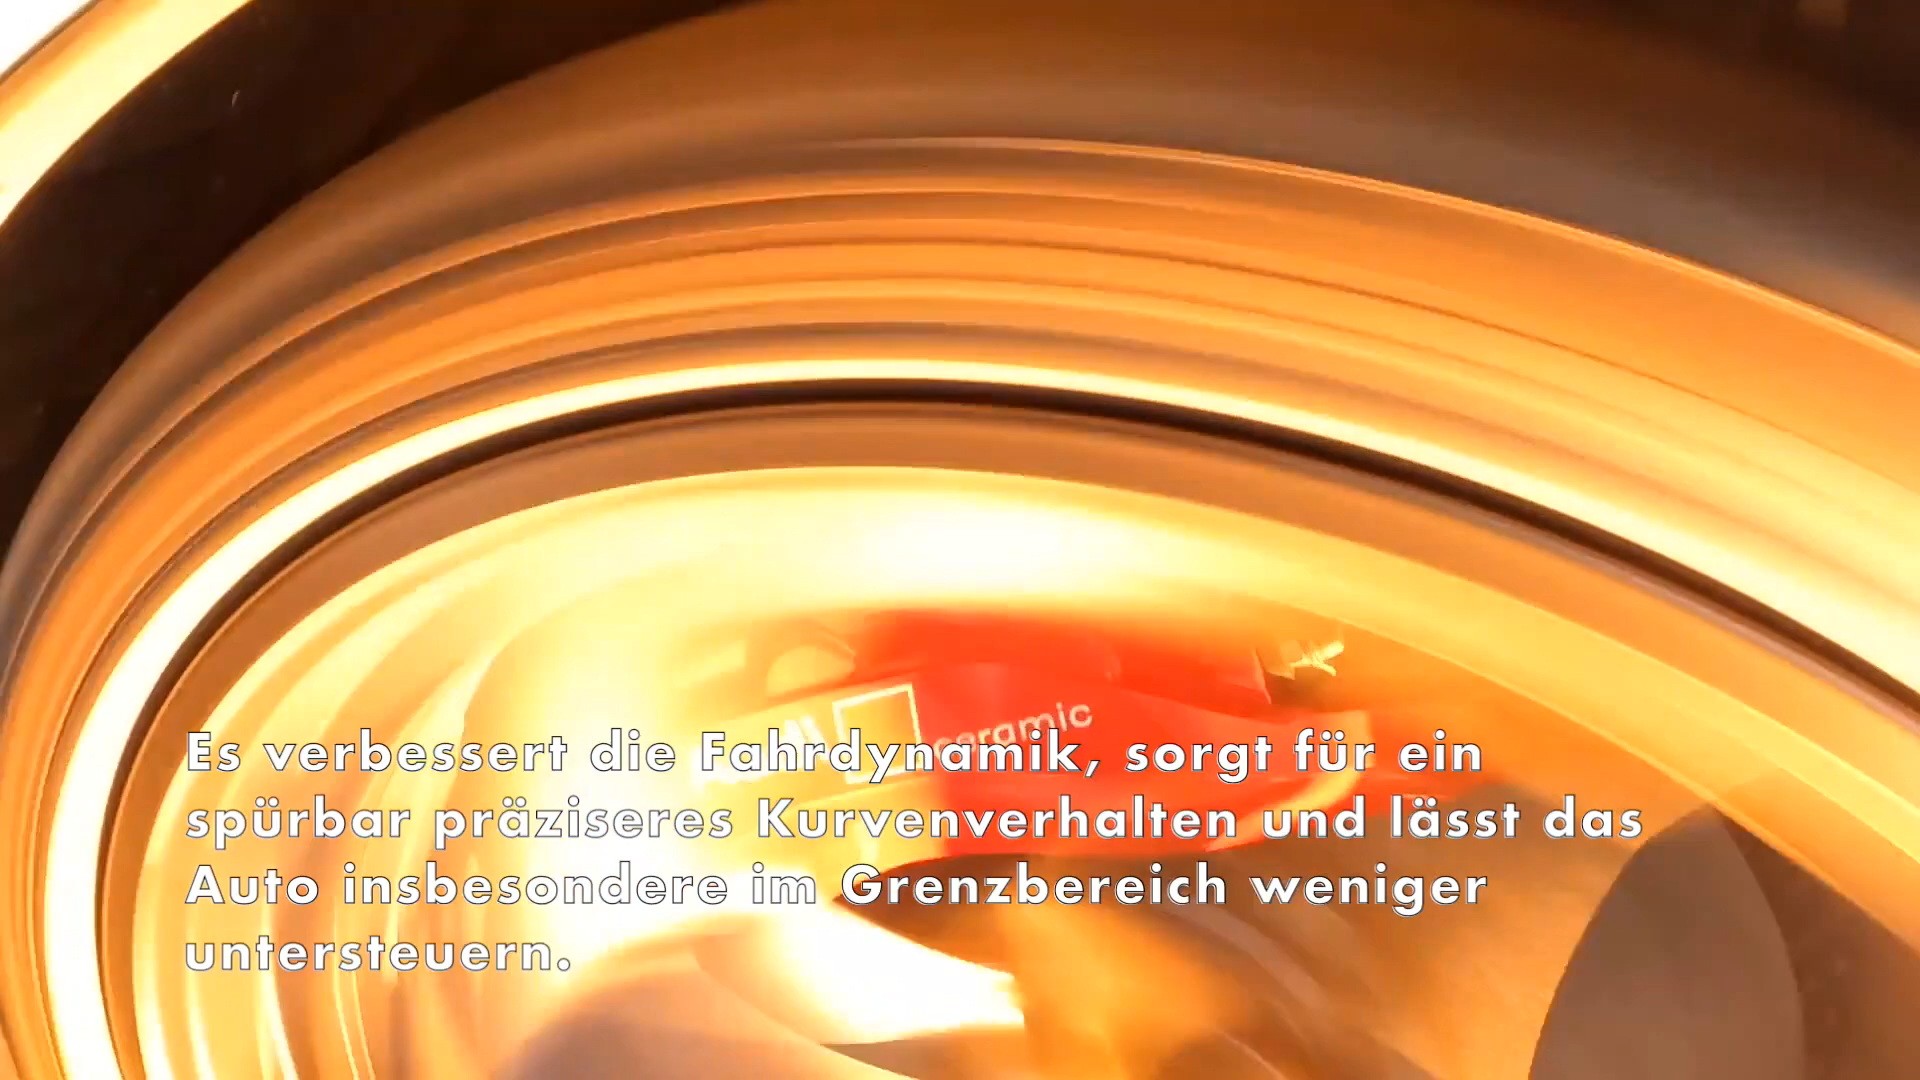 ceramic
Es verbessert die Fahrdynamik, sorgt für ein
spürbar präziseres Kurvenverhalten und lässt das
Auto insbesondere im Grenzbereich weniger
untersteuern.